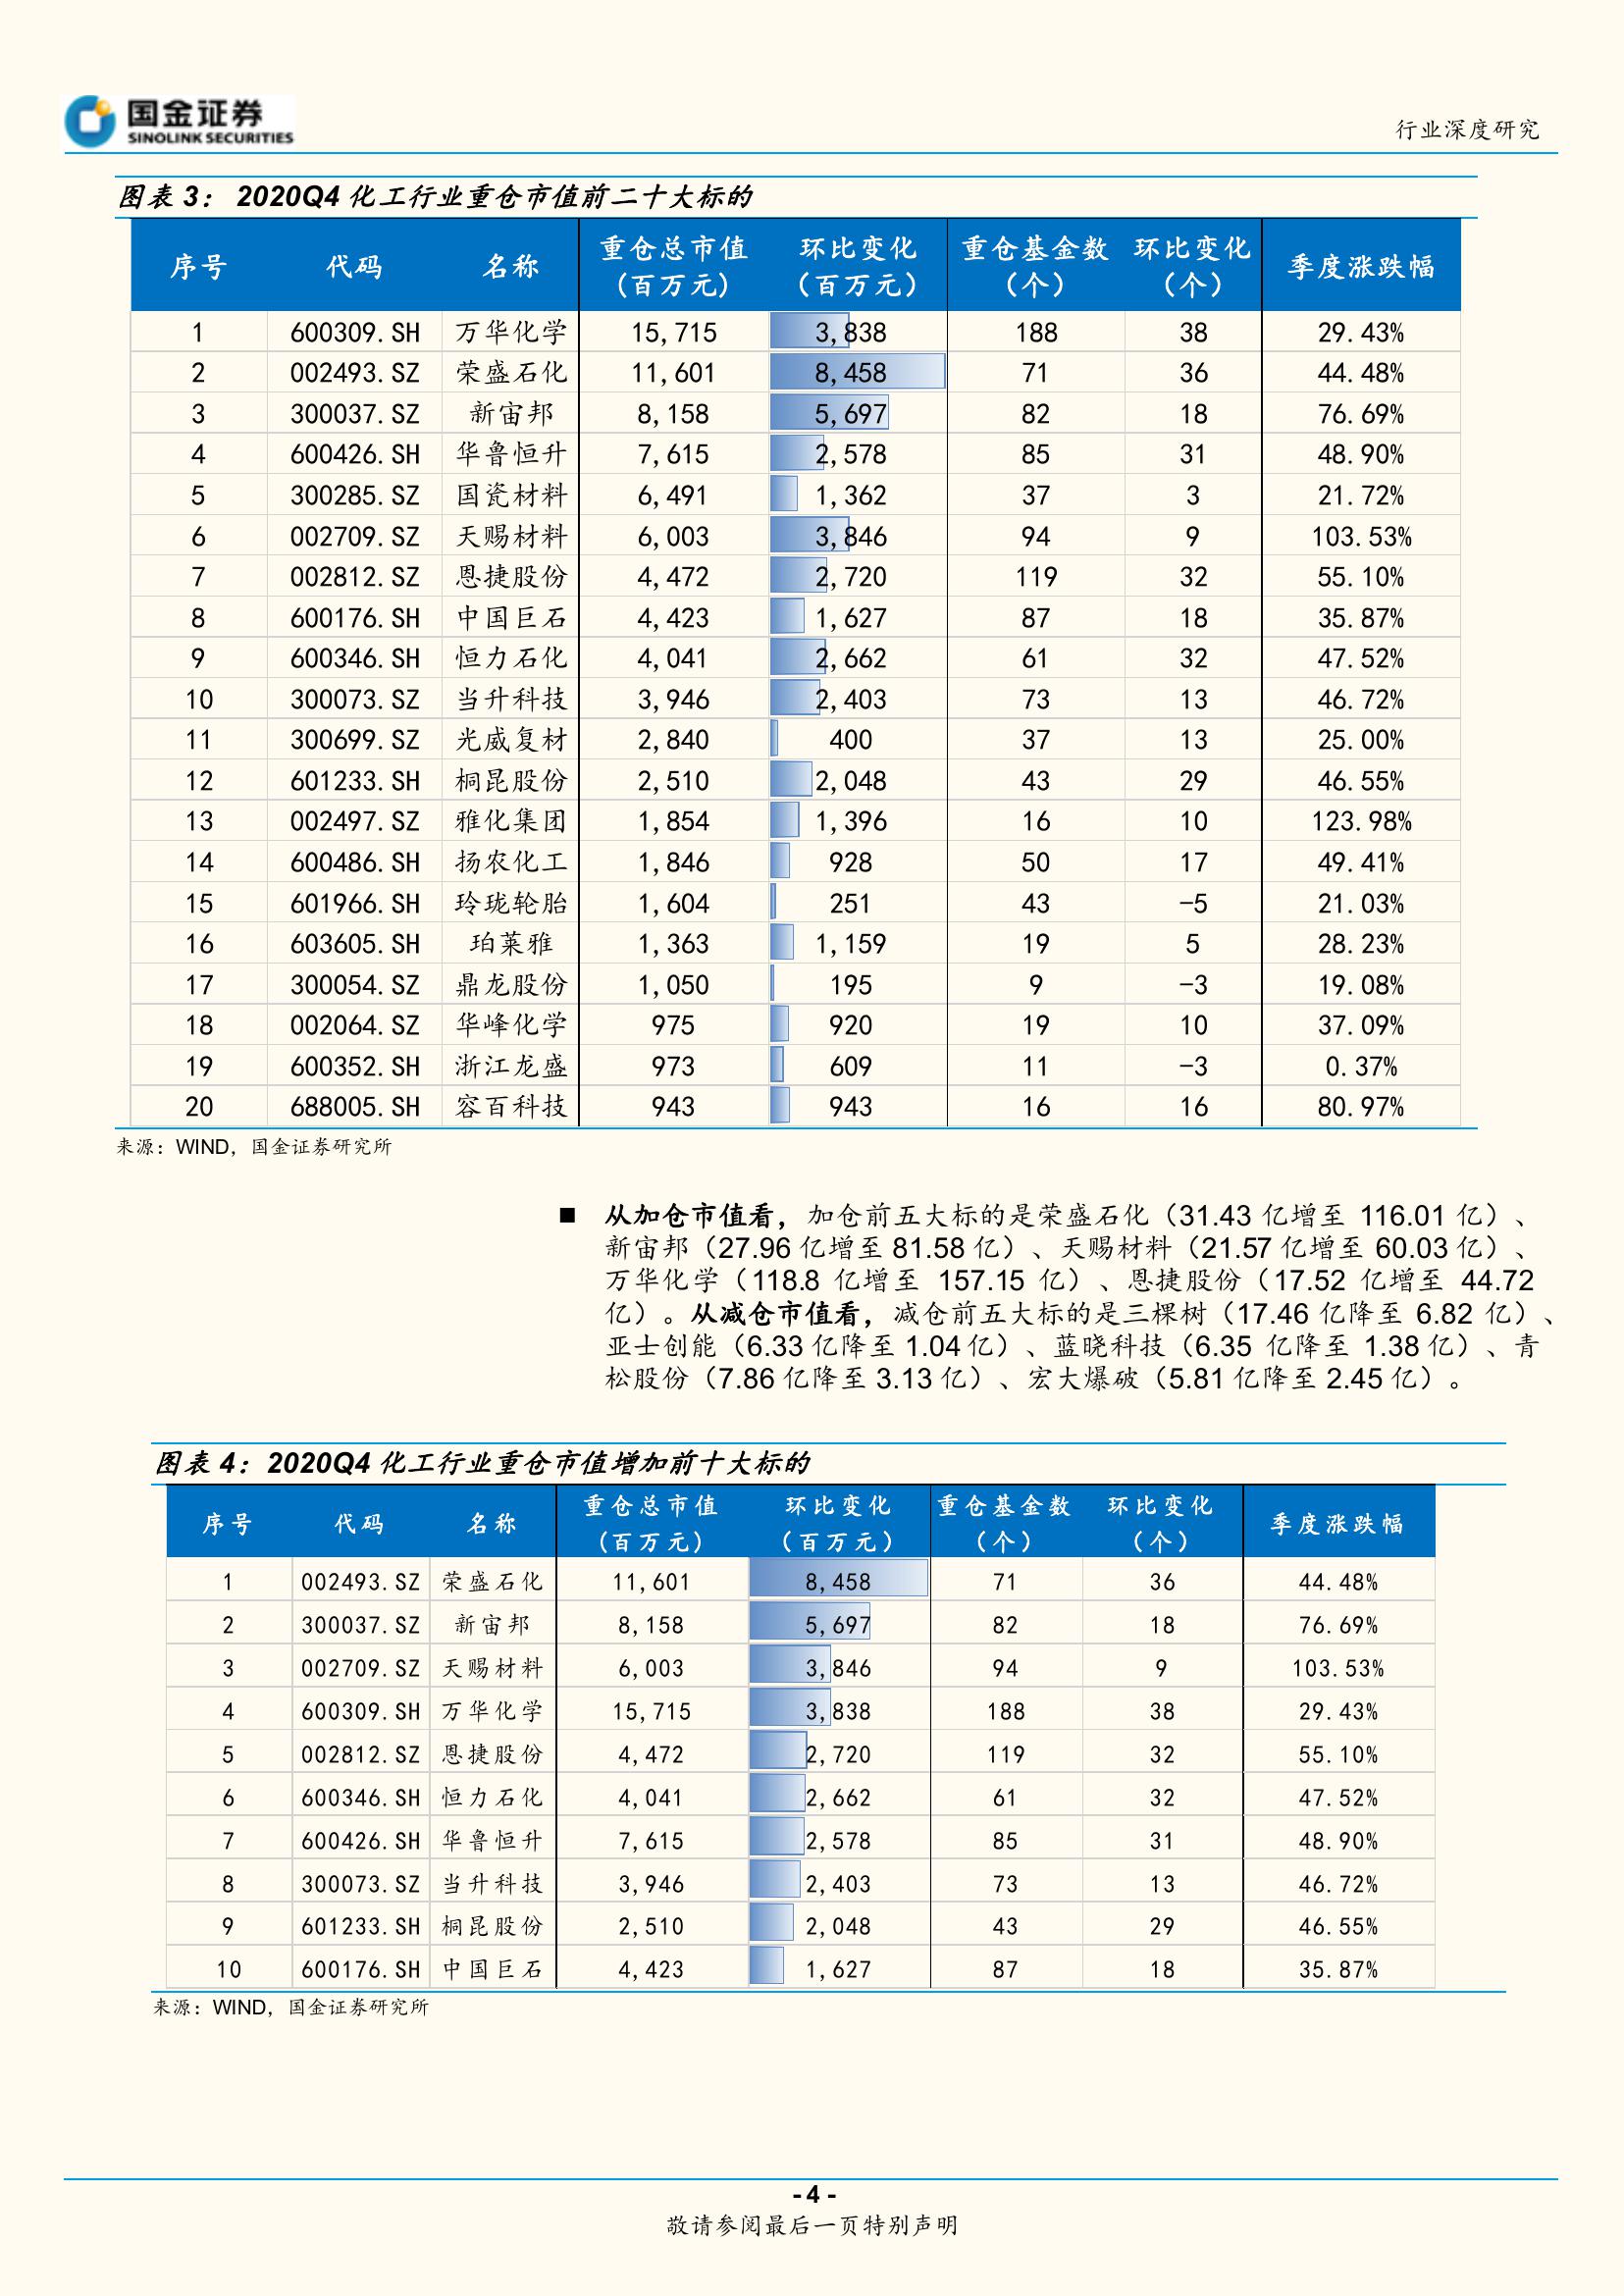 国金证券
SINOLINK SECURITIES
行业深度研究
图表 3： 2020Q4 化工行业重仓市值前二十大标的
序号 代码 名称 重仓总市值（百万元） 环比变化（百万元） 重仓基金数（个） 环比变化（个） 季度涨跌幅
1 600309.SH 万华化学 15,715 3,838 188 38 29.43%
2 002493.SZ 荣盛石化 11,601 8,458 71 36 44.48%
3 300037.SZ 新宙邦 8,158 5,697 82 18 76.69%
4 600426.SH 华鲁恒升 7,615 2,578 85 31 48.90%
5 300285.SZ 国瓷材料 6,491 1,362 37 3 21.72%
6 002709.SZ 天赐材料 6,003 3,846 94 9 103.53%
7 002812.SZ 恩捷股份 4,472 2,720 119 32 55.10%
8 600176.SH 中国巨石 4,423 1,627 87 18 35.87%
9 600346.SH 恒力石化 4,041 2,662 61 32 47.52%
10 300073.SZ 当升科技 3,946 2,403 73 13 46.72%
11 300699.SZ 光威复材 2,840 400 37 13 25.00%
12 601233.SH 桐昆股份 2,510 2,048 43 29 46.55%
13 002497.SZ 雅化集团 1,854 1,396 16 10 123.98%
14 600486.SH 扬农化工 1,846 928 50 17 49.41%
15 601966.SH 玲珑轮胎 1,604 251 43 -5 21.03%
16 603605.SH 珀莱雅 1,363 1,159 19 5 28.23%
17 300054.SZ 鼎龙股份 1,050 195 9 -3 19.08%
18 002064.SZ 华峰化学 975 920 19 10 37.09%
19 600352.SH 浙江龙盛 973 609 11 -3 0.37%
20 688005.SH 容百科技 943 943 16 16 80.97%
来源：WIND，国金证券研究所
■ 从加仓市值看，加仓前五大标的是荣盛石化（31.43 亿增至 116.01 亿）、
新宙邦（27.96 亿增至 81.58 亿）、天赐材料（21.57 亿增至 60.03 亿）、
万华化学（118.8 亿增至 157.15 亿）、恩捷股份（17.52 亿增至 44.72
亿）。从减仓市值看，减仓前五大标的是三棵树（17.46 亿降至 6.82 亿）、
亚士创能（6.33 亿降至 1.04 亿）、蓝晓科技（6.35 亿降至 1.38 亿）、青
松股份（7.86 亿降至 3.13 亿）、宏大爆破（5.81 亿降至 2.45 亿）。
图表 4：2020Q4 化工行业重仓市值增加前十大标的
序号 代码 名称 重仓总市值（百万元） 环比变化（百万元） 重仓基金数（个） 环比变化（个） 季度涨跌幅
1 002493.SZ 荣盛石化 11,601 8,458 71 36 44.48%
2 300037.SZ 新宙邦 8,158 5,697 82 18 76.69%
3 002709.SZ 天赐材料 6,003 3,846 94 9 103.53%
4 600309.SH 万华化学 15,715 3,838 188 38 29.43%
5 002812.SZ 恩捷股份 4,472 2,720 119 32 55.10%
6 600346.SH 恒力石化 4,041 2,662 61 32 47.52%
7 600426.SH 华鲁恒升 7,615 2,578 85 31 48.90%
8 300073.SZ 当升科技 3,946 2,403 73 13 46.72%
9 601233.SH 桐昆股份 2,510 2,048 43 29 46.55%
10 600176.SH 中国巨石 4,423 1,627 87 18 35.87%
来源：WIND，国金证券研究所
- 4 -
敬请参阅最后一页特别声明